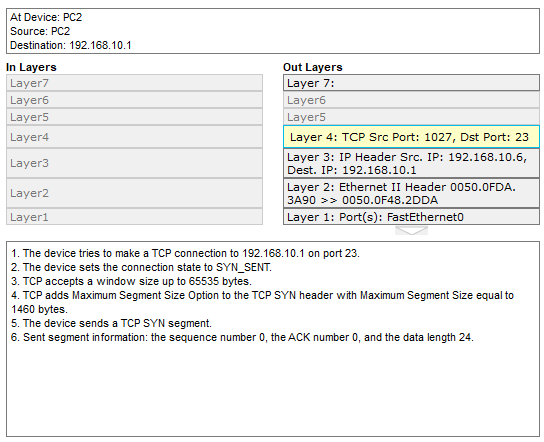 At Device: PC2
Source: PC2
Destination: 192.168.10.1
In Layers
Layer7
Layer6
Layer5
Layer4
Layer3
Layer2
Layer1
Out Layers
Layer 7:
Layer6
Layer5
Layer 4: TCP Src Port: 1027, Dst Port: 23
Layer 3: IP Header Src. IP: 192.168.10.6,
Dest. IP: 192.168.10.1
Layer 2: Ethernet II Header 0050.0FDA.
3A90 >> 0050.0F48.2DDA
Layer 1: Port(s): FastEthernet0
1. The device tries to make a TCP connection to 192.168.10.1 on port 23.
2. The device sets the connection state to SYN_SENT.
3. TCP accepts a window size up to 65535 bytes.
4. TCP adds Maximum Segment Size Option to the TCP SYN header with Maximum Segment Size equal to
1460 bytes.
5. The device sends a TCP SYN segment.
6. Sent segment information: the sequence number 0, the ACK number 0, and the data length 24.